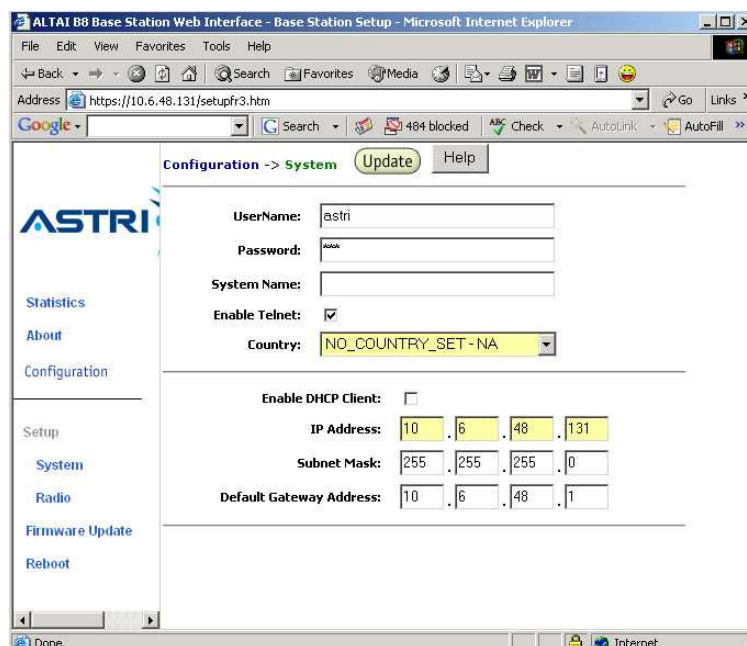 ALTAI B8 Base Station Web Interface - Base Station Setup - Microsoft Internet Explorer
File Edit View Favorites Tools Help
Back Search Favorites Media
Address https://10.6.48.131/setupfr3.htm Go Links
Google Search 484 blocked ABC Check AutoLink AutoFill
Configuration -> System Update Help
ASTRI
UserName: astri
Password: ***
System Name:
Enable Telnet:
Country: NO_COUNTRY_SET - NA
Statistics
About
Configuration
Enable DHCP Client:
IP Address: 10 . 6 . 48 . 131
Subnet Mask: 255 . 255 . 255 . 0
Default Gateway Address: 10 . 6 . 48 . 1
Setup
System
Radio
Firmware Update
Reboot
Done Internet